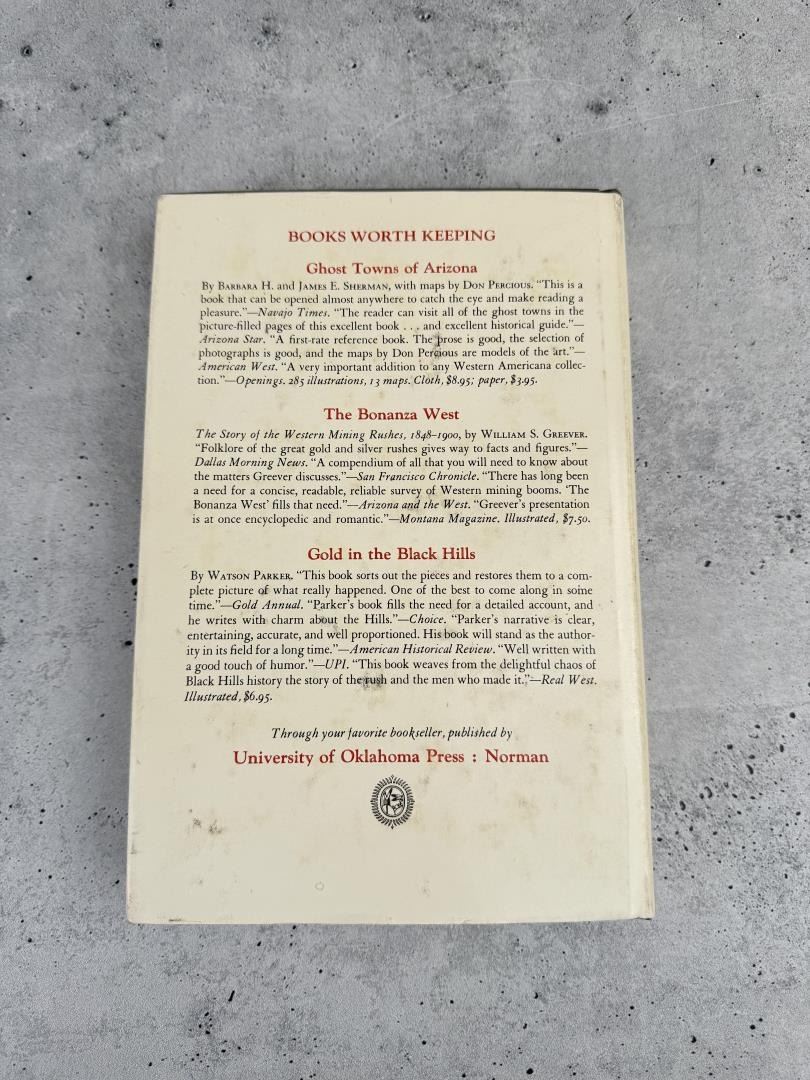 BOOKS WORTH KEEPING
Ghost Towns of Arizona
By BARBARA H. and JAMES E. SHERMAN, with maps by DON PERCIOUS. “This is a
book that can be opened almost anywhere to catch the eye and make reading a
pleasure.”—Navajo Times. “The reader can visit all of the ghost towns in the
picture-filled pages of this excellent book . . . and excellent historical guide.”—
Arizona Star. “A first-rate reference book. The prose is good, the selection of
photographs is good, and the maps by Don Percious are models of the art.”—
American West. “A very important addition to any Western Americana collec-
tion.”—Openings. 285 illustrations, 13 maps. Cloth, $8.95; paper, $3.95.
The Bonanza West
The Story of the Western Mining Rushes, 1848–1900, by WILLIAM S. GREEVER.
“Folklore of the great gold and silver rushes gives way to facts and figures.”—
Dallas Morning News. “A compendium of all that you will need to know about
the matters Greever discusses.”—San Francisco Chronicle. “There has long been
a need for a concise, readable, reliable survey of Western mining booms. ‘The
Bonanza West’ fills that need.”—Arizona and the West. “Greever’s presentation
is at once encyclopedic and romantic.”—Montana Magazine. Illustrated, $7.50.
Gold in the Black Hills
By WATSON PARKER. “This book sorts out the pieces and restores them to a com-
plete picture of what really happened. One of the best to come along in some
time.”—Gold Annual. “Parker’s book fills the need for a detailed account, and
he writes with charm about the Hills.”—Choice. “Parker’s narrative is clear,
entertaining, accurate, and well proportioned. His book will stand as the author-
ity in its field for a long time.”—American Historical Review. “Well written with
a good touch of humor.”—UPI. “This book weaves from the delightful chaos of
Black Hills history the story of the rush and the men who made it.”—Real West.
Illustrated, $6.95.
Through your favorite bookseller, published by
University of Oklahoma Press : Norman